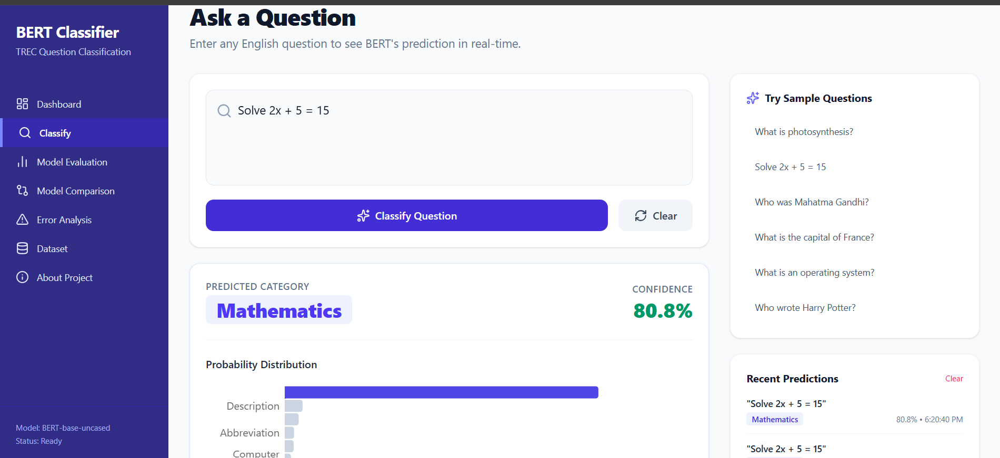 BERT Classifier
TREC Question Classification
Dashboard
Classify
Model Evaluation
Model Comparison
Error Analysis
Dataset
About Project
Model: BERT-base-uncased
Status: Ready
Ask a Question
Enter any English question to see BERT's prediction in real-time.
Solve 2x + 5 = 15
Classify Question
Clear
PREDICTED CATEGORY
Mathematics
CONFIDENCE
80.8%
Probability Distribution
Description
Abbreviation
Computer
Try Sample Questions
What is photosynthesis?
Solve 2x + 5 = 15
Who was Mahatma Gandhi?
What is the capital of France?
What is an operating system?
Who wrote Harry Potter?
Recent Predictions
Clear
"Solve 2x + 5 = 15"
Mathematics
80.8% • 6:20:40 PM
"Solve 2x + 5 = 15"